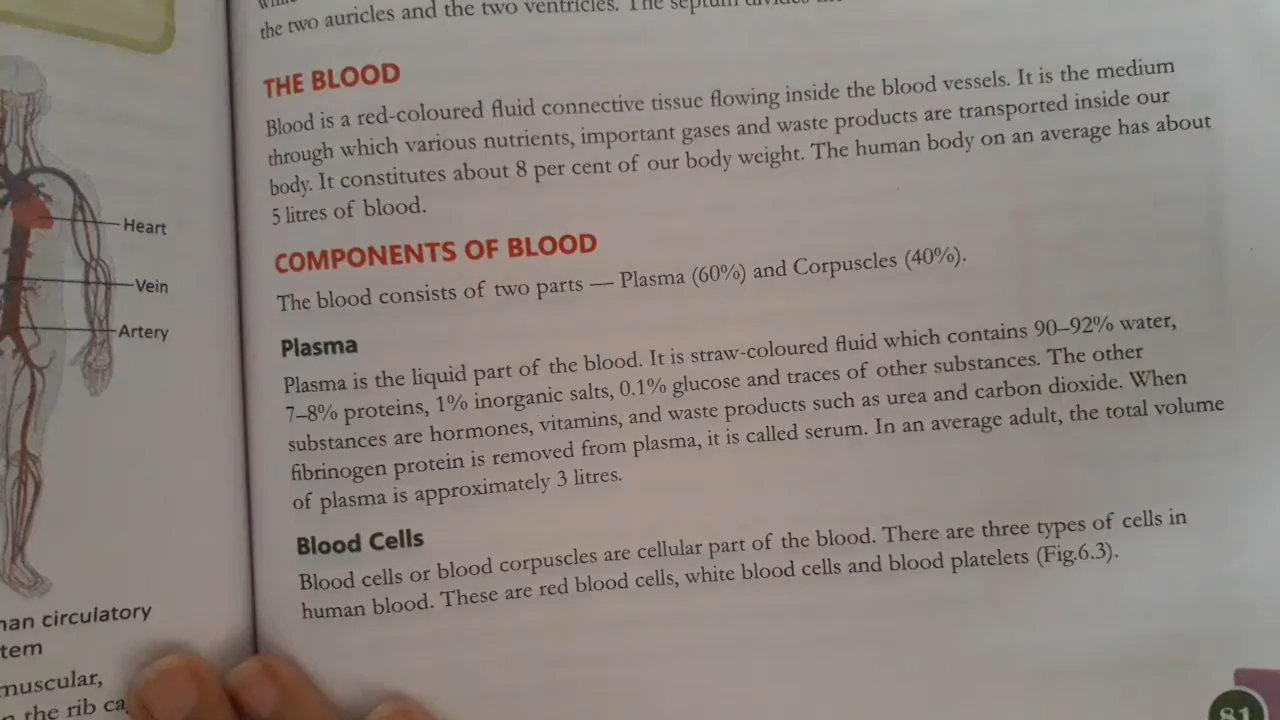 the two auricles and the two ventricles. The septum divides
THE BLOOD
Blood is a red-coloured fluid connective tissue flowing inside the blood vessels. It is the medium
through which various nutrients, important gases and waste products are transported inside our
body. It constitutes about 8 per cent of our body weight. The human body on an average has about
5 litres of blood.
COMPONENTS OF BLOOD
The blood consists of two parts — Plasma (60%) and Corpuscles (40%).
Plasma
Plasma is the liquid part of the blood. It is straw-coloured fluid which contains 90–92% water,
7–8% proteins, 1% inorganic salts, 0.1% glucose and traces of other substances. The other
substances are hormones, vitamins, and waste products such as urea and carbon dioxide. When
fibrinogen protein is removed from plasma, it is called serum. In an average adult, the total volume
of plasma is approximately 3 litres.
Blood Cells
Blood cells or blood corpuscles are cellular part of the blood. There are three types of cells in
human blood. These are red blood cells, white blood cells and blood platelets (Fig.6.3).
Heart
Vein
Artery
circulatory
muscular,
the rib
81